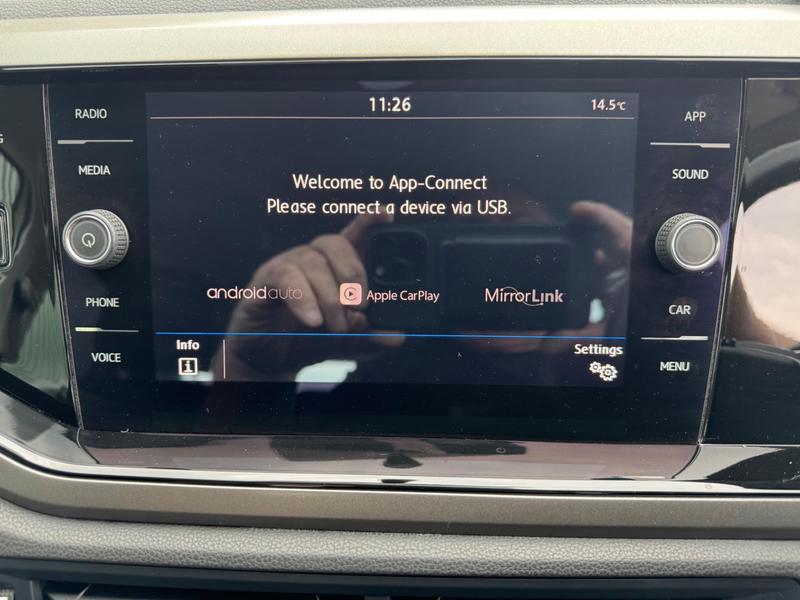 RADIO
MEDIA
PHONE
VOICE
11:26
14.5°C
Welcome to App-Connect
Please connect a device via USB.
androidauto
Apple CarPlay
MirrorLink
Info
i
Settings
APP
SOUND
CAR
MENU